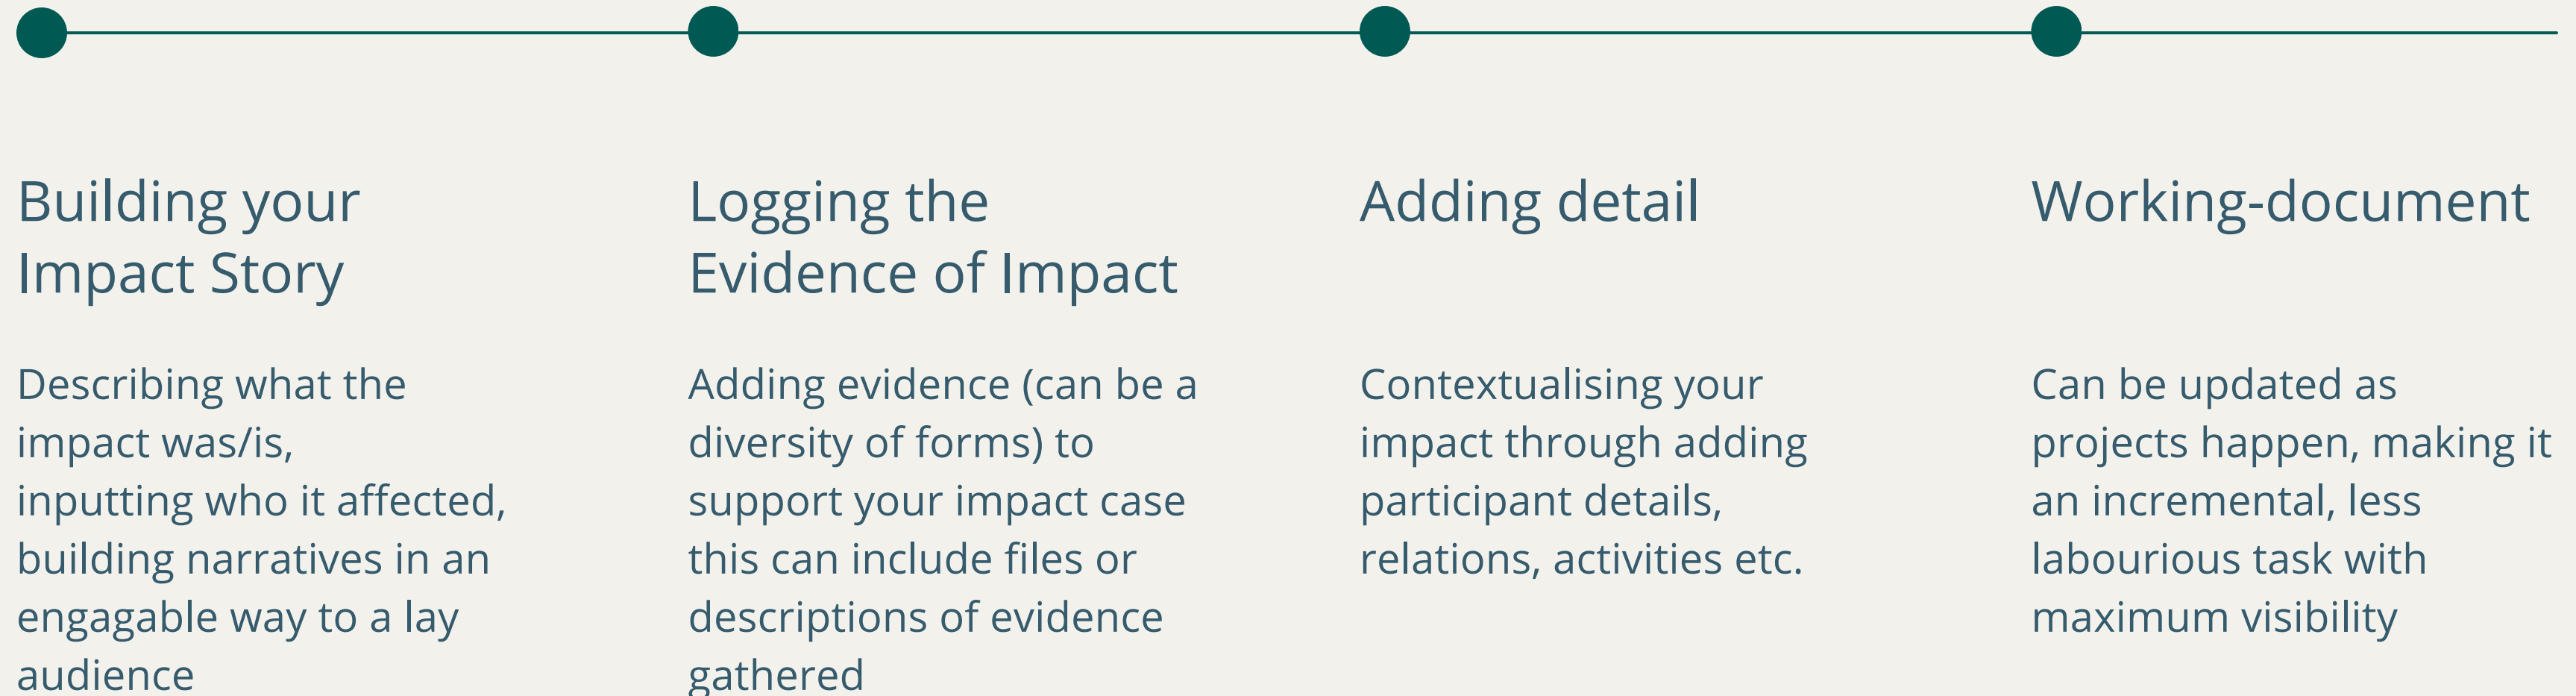 Building your
Impact Story
Describing what the
impact was/is,
inputting who it affected,
building narratives in an
engagable way to a lay
audience
Logging the
Evidence of Impact
Adding evidence (can be a
diversity of forms) to
support your impact case
this can include files or
descriptions of evidence
gathered
Adding detail
Contextualising your
impact through adding
participant details,
relations, activities etc.
Working-document
Can be updated as
projects happen, making it
an incremental, less
labourious task with
maximum visibility